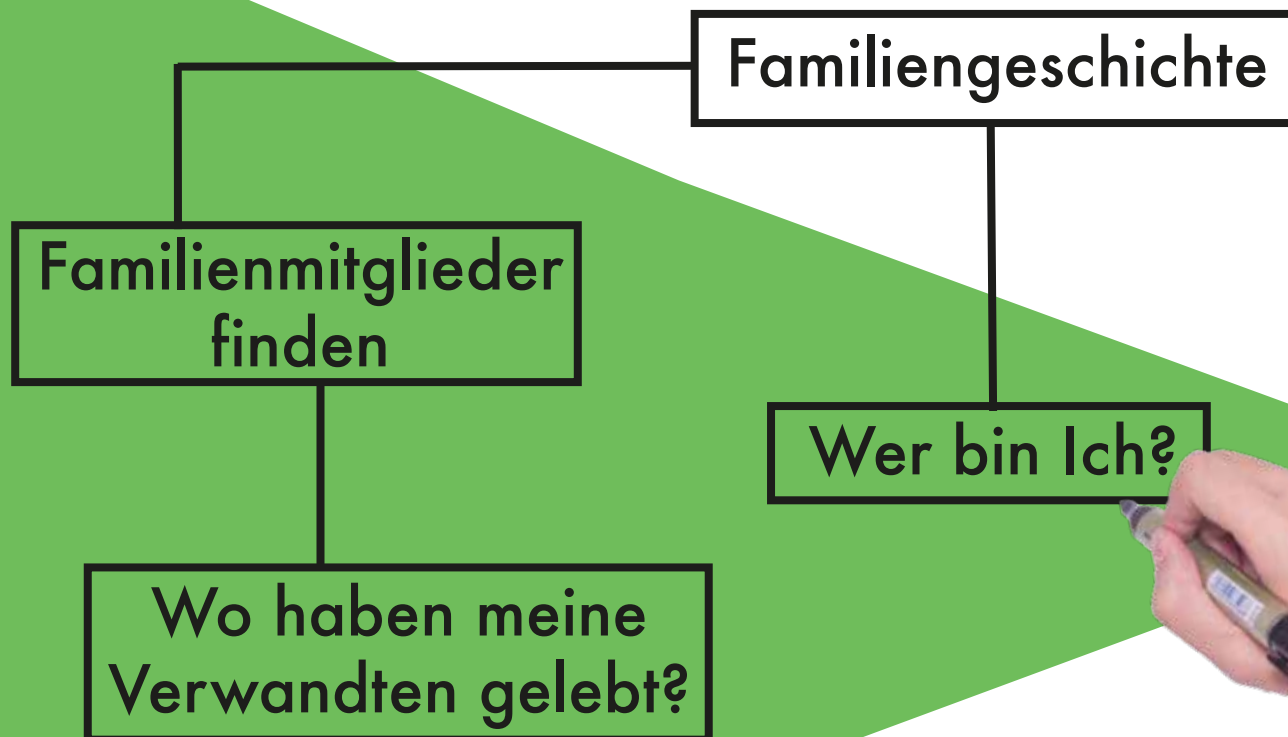 Familiengeschichte
Familienmitglieder
finden
Wer bin Ich?
Wo haben meine
Verwandten gelebt?